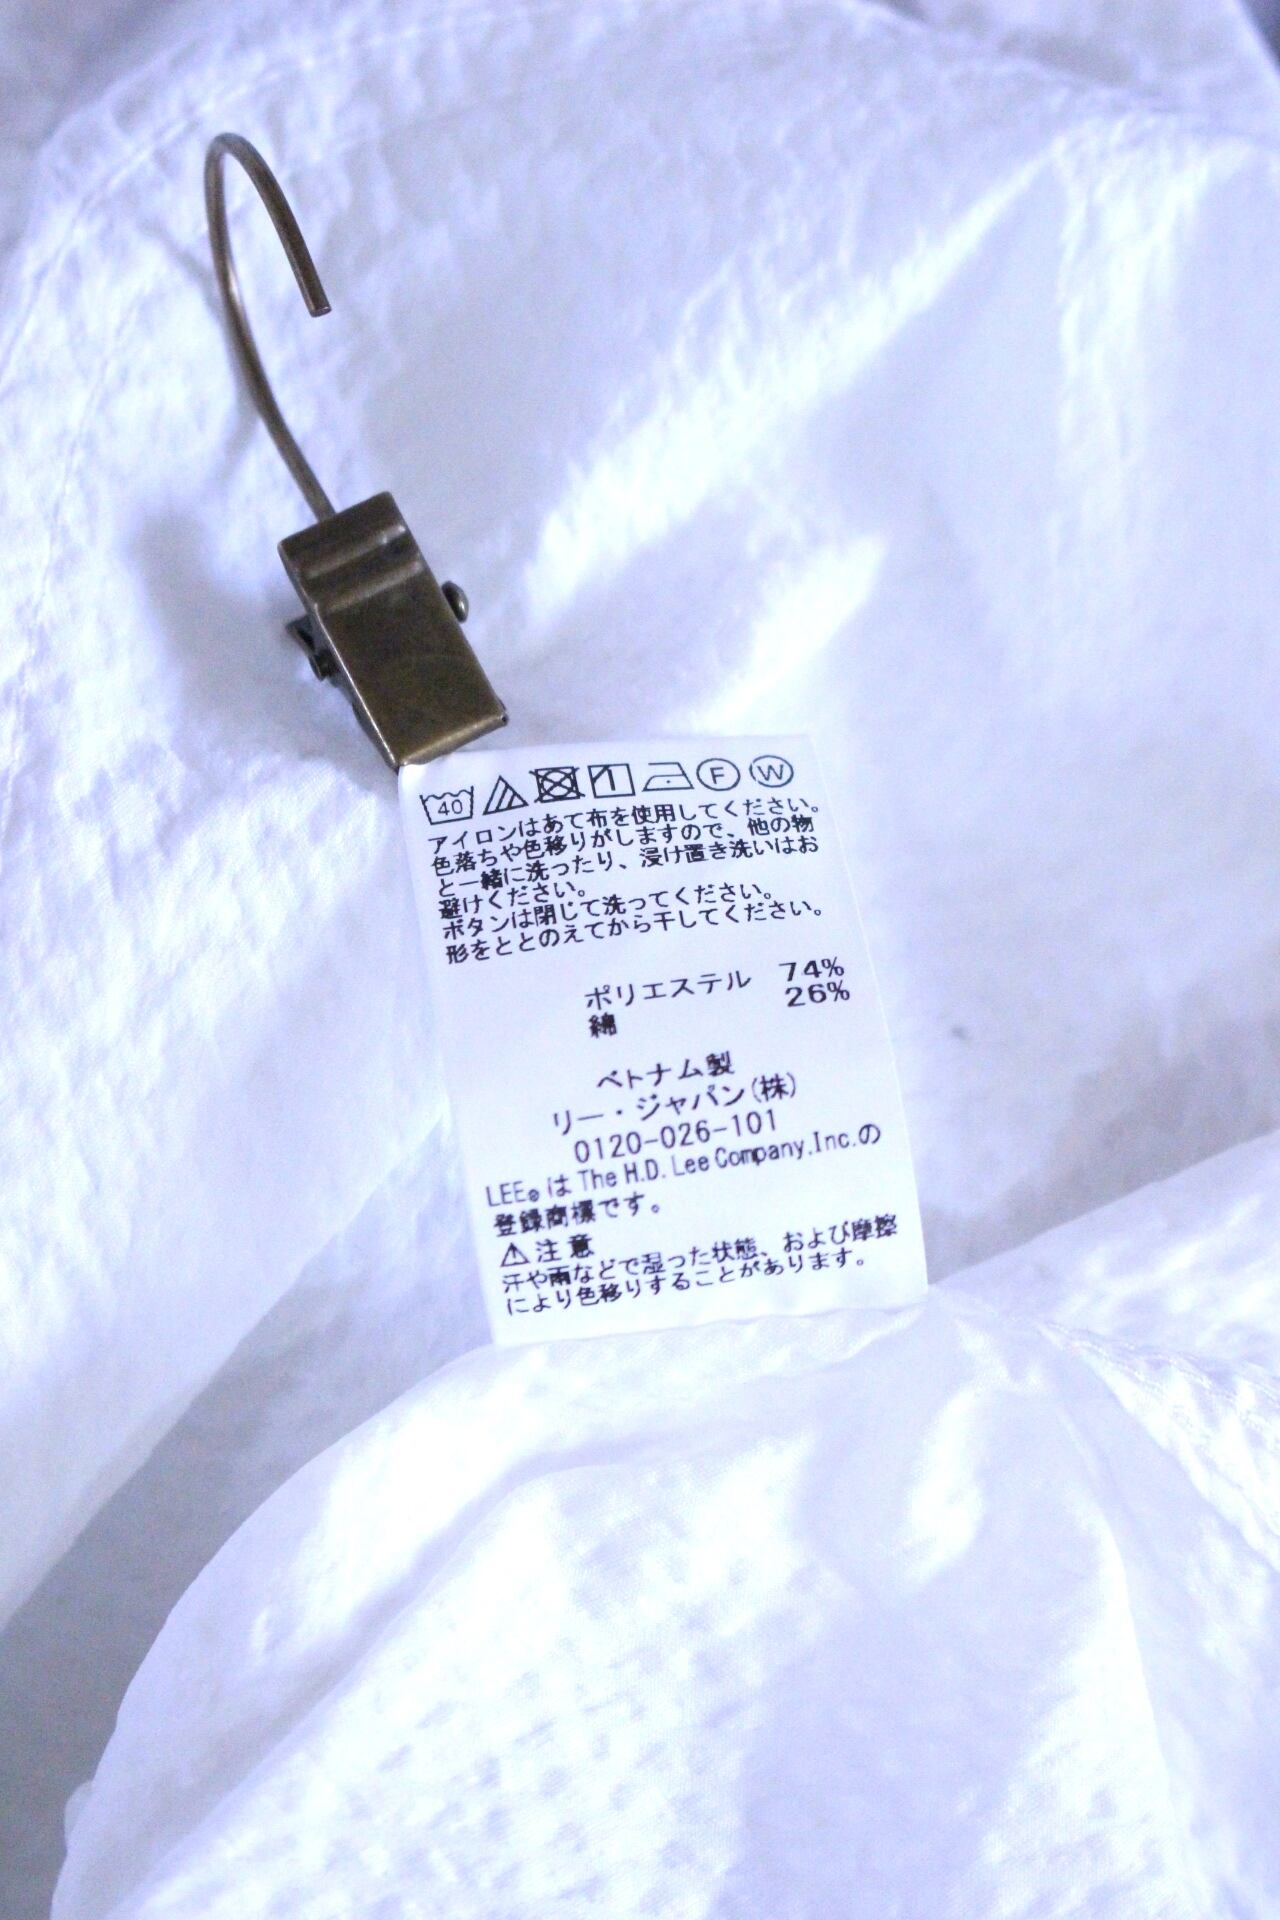 40 F W
アイロンはあて布を使用してください。
色落ちや色移りがしますので、他の物
と一緒に洗ったり、浸け置き洗いはお
避けください。
ボタンは閉じて洗ってください。
形をととのえてから干してください。
ポリエステル 74%
綿 26%
ベトナム製
リー・ジャパン(株)
0120-026-101
LEE®は The H.D. Lee Company,Inc.の
登録商標です。
⚠注意
汗や雨などで湿った状態、および摩擦
により色移りすることがあります。